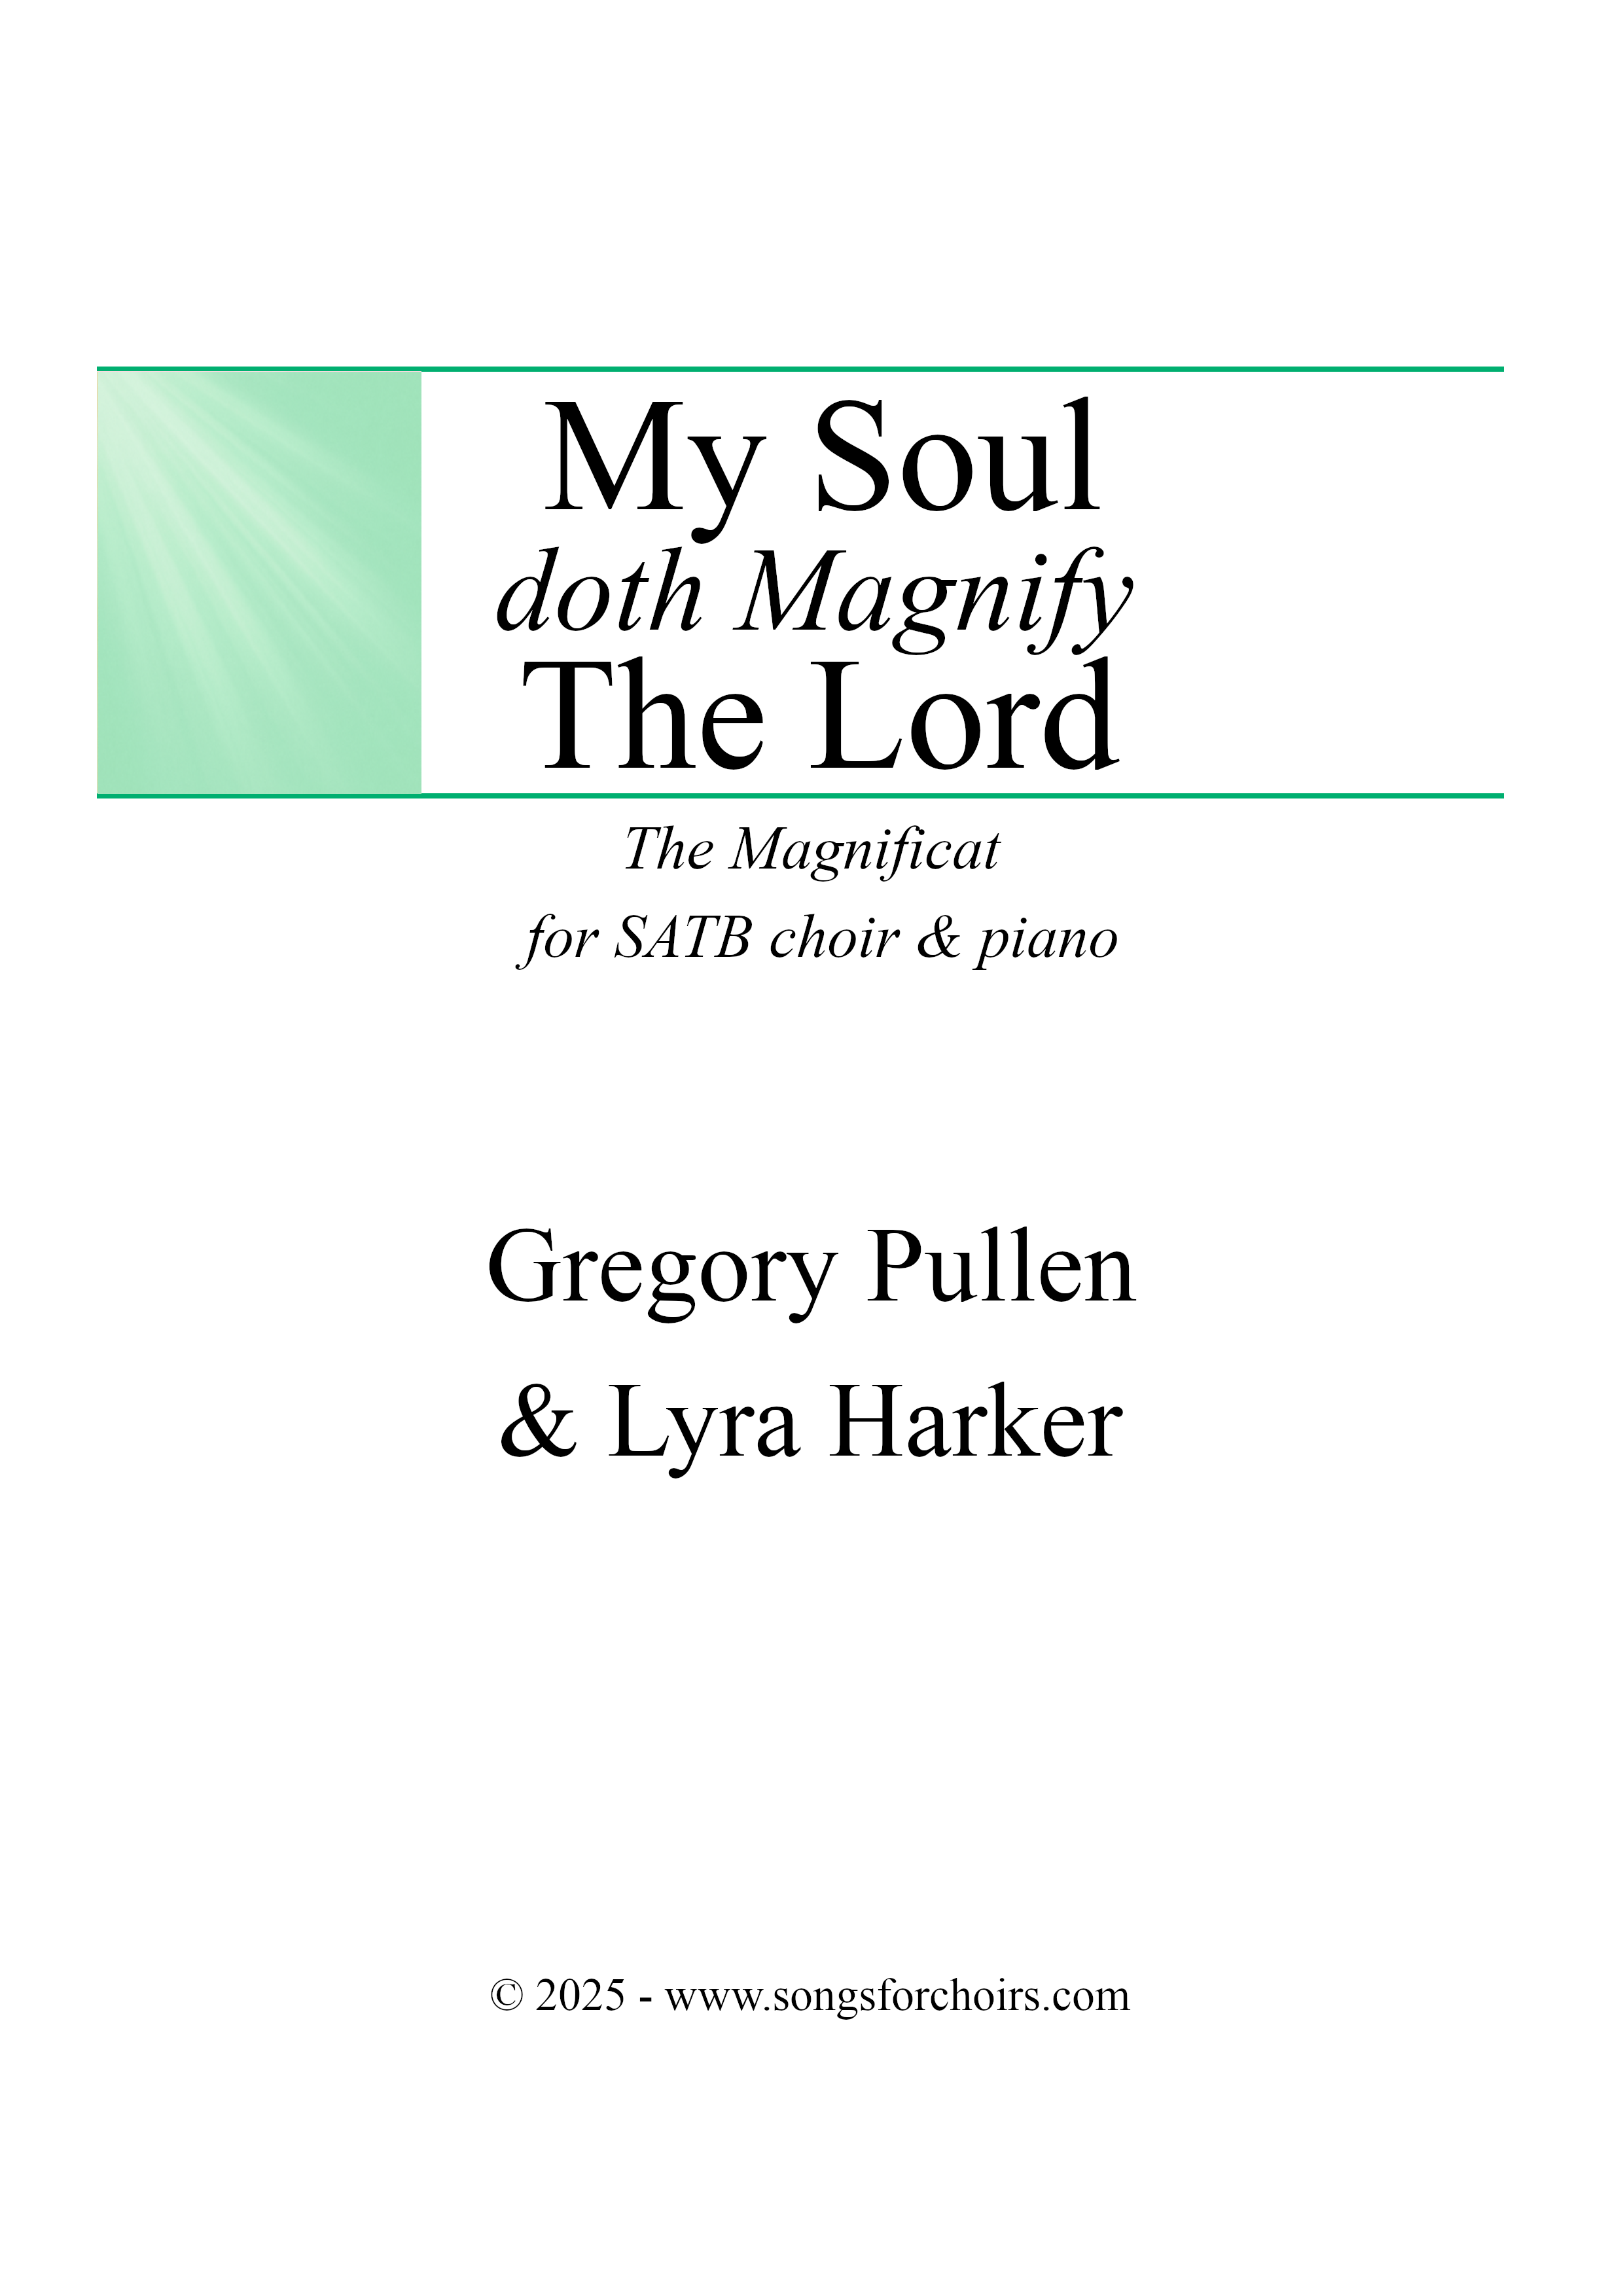 My Soul
doth Magnify
The Lord
The Magnificat
for SATB choir & piano
Gregory Pullen
& Lyra Harker
© 2025 - www.songsforchoirs.com